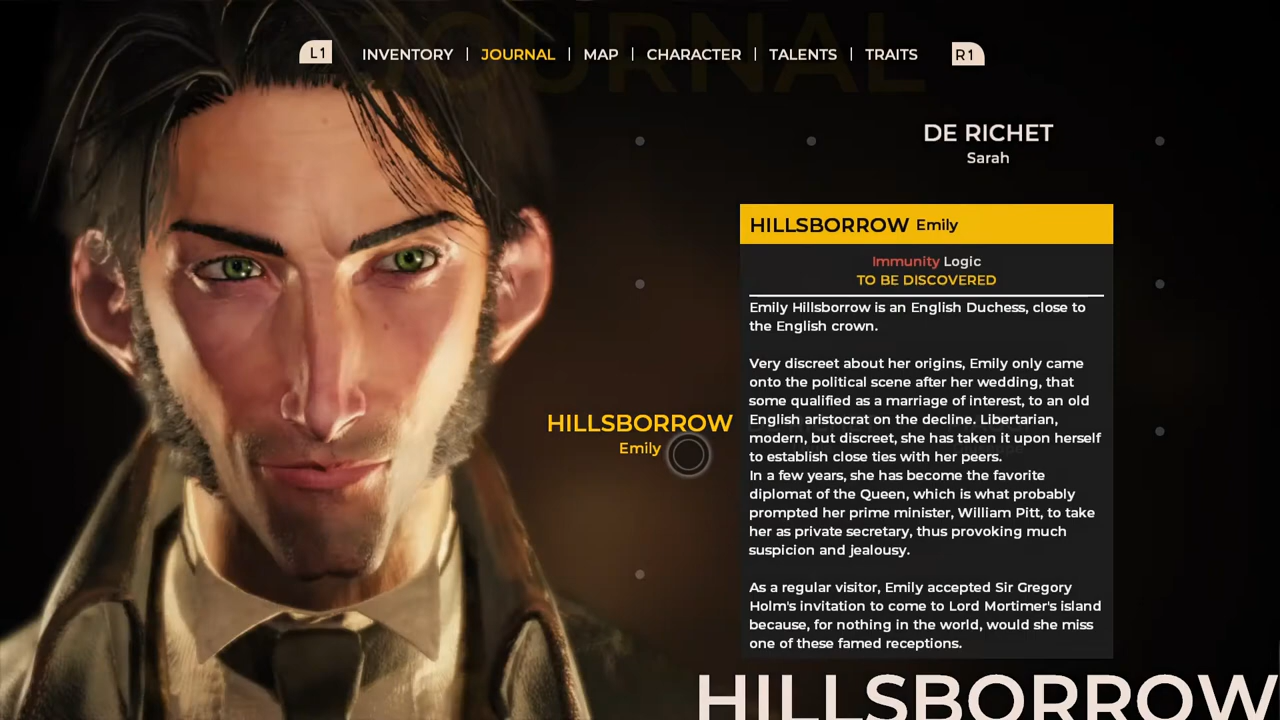 JOURNAL
L1 INVENTORY | JOURNAL | MAP | CHARACTER | TALENTS | TRAITS R1
DE RICHET
Sarah
HILLSBORROW
Emily
HILLSBORROW Emily
Immunity Logic
TO BE DISCOVERED
Emily Hillsborrow is an English Duchess, close to
the English crown.
Very discreet about her origins, Emily only came
onto the political scene after her wedding, that
some qualified as a marriage of interest, to an old
English aristocrat on the decline. Libertarian,
modern, but discreet, she has taken it upon herself
to establish close ties with her peers.
In a few years, she has become the favorite
diplomat of the Queen, which is what probably
prompted her prime minister, William Pitt, to take
her as private secretary, thus provoking much
suspicion and jealousy.
As a regular visitor, Emily accepted Sir Gregory
Holm's invitation to come to Lord Mortimer's island
because, for nothing in the world, would she miss
one of these famed receptions.
HILLSBORROW